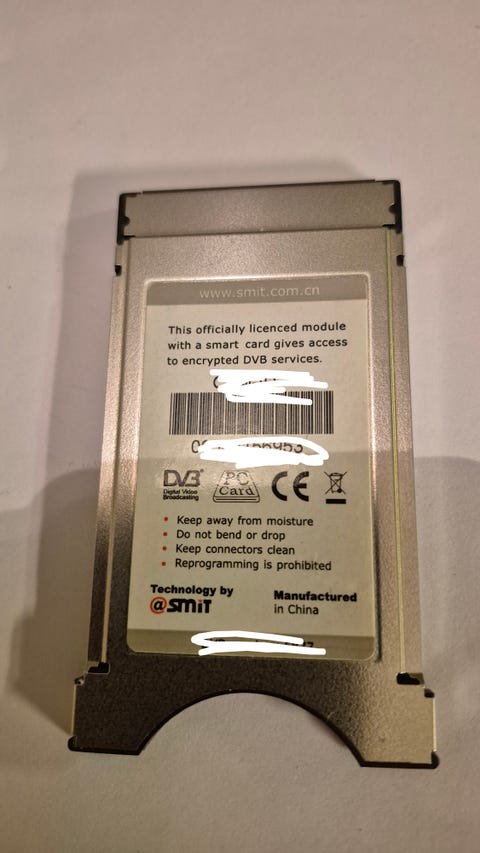 www.smit.com.cn
This officially licenced module
with a smart card gives access
to encrypted DVB services.
DVB
Digital Video
Broadcasting
PC
Card
CE
Keep away from moisture
Do not bend or drop
Keep connectors clean
Reprogramming is prohibited
Technology by
@SMiT
Manufactured
in China